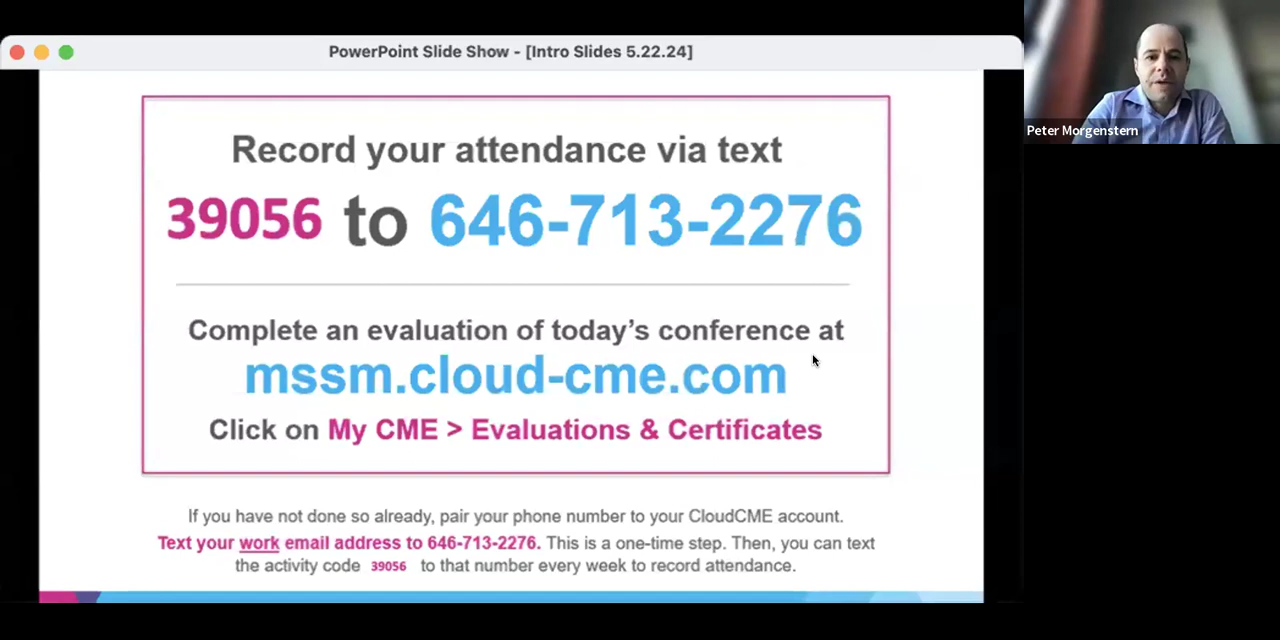 PowerPoint Slide Show - [Intro Slides 5.22.24]
Record your attendance via text
39056 to 646-713-2276
Complete an evaluation of today’s conference at
mssm.cloud-cme.com
Click on My CME > Evaluations & Certificates
If you have not done so already, pair your phone number to your CloudCME account.
Text your work email address to 646-713-2276. This is a one-time step. Then, you can text
the activity code 39056 to that number every week to record attendance.
Peter Morgenstern